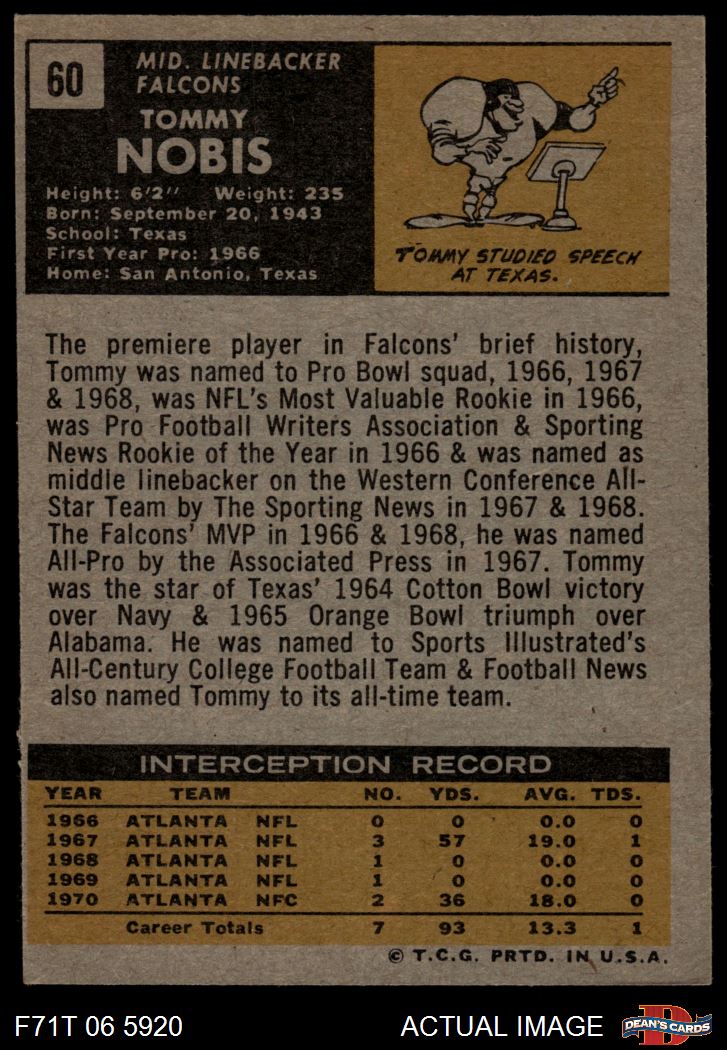 60
MID. LINEBACKER
FALCONS
TOMMY
NOBIS
Height: 6'2" Weight: 235
Born: September 20, 1943
School: Texas
First Year Pro: 1966
Home: San Antonio, Texas
TOMMY STUDIED SPEECH
AT TEXAS.
The premiere player in Falcons' brief history,
Tommy was named to Pro Bowl squad, 1966, 1967
& 1968, was NFL's Most Valuable Rookie in 1966,
was Pro Football Writers Association & Sporting
News Rookie of the Year in 1966 & was named as
middle linebacker on the Western Conference All-
Star Team by The Sporting News in 1967 & 1968.
The Falcons' MVP in 1966 & 1968, he was named
All-Pro by the Associated Press in 1967. Tommy
was the star of Texas' 1964 Cotton Bowl victory
over Navy & 1965 Orange Bowl triumph over
Alabama. He was named to Sports Illustrated's
All-Century College Football Team & Football News
also named Tommy to its all-time team.
INTERCEPTION RECORD
YEAR TEAM NO. YDS. AVG. TDS.
1966 ATLANTA NFL 0 0 0.0 0
1967 ATLANTA NFL 3 57 19.0 1
1968 ATLANTA NFL 1 0 0.0 0
1969 ATLANTA NFL 1 0 0.0 0
1970 ATLANTA NFC 2 36 18.0 0
Career Totals 7 93 13.3 1
© T.C.G. PRTD. IN U.S.A.
F71T 06 5920 ACTUAL IMAGE D DEAN'S CARDS